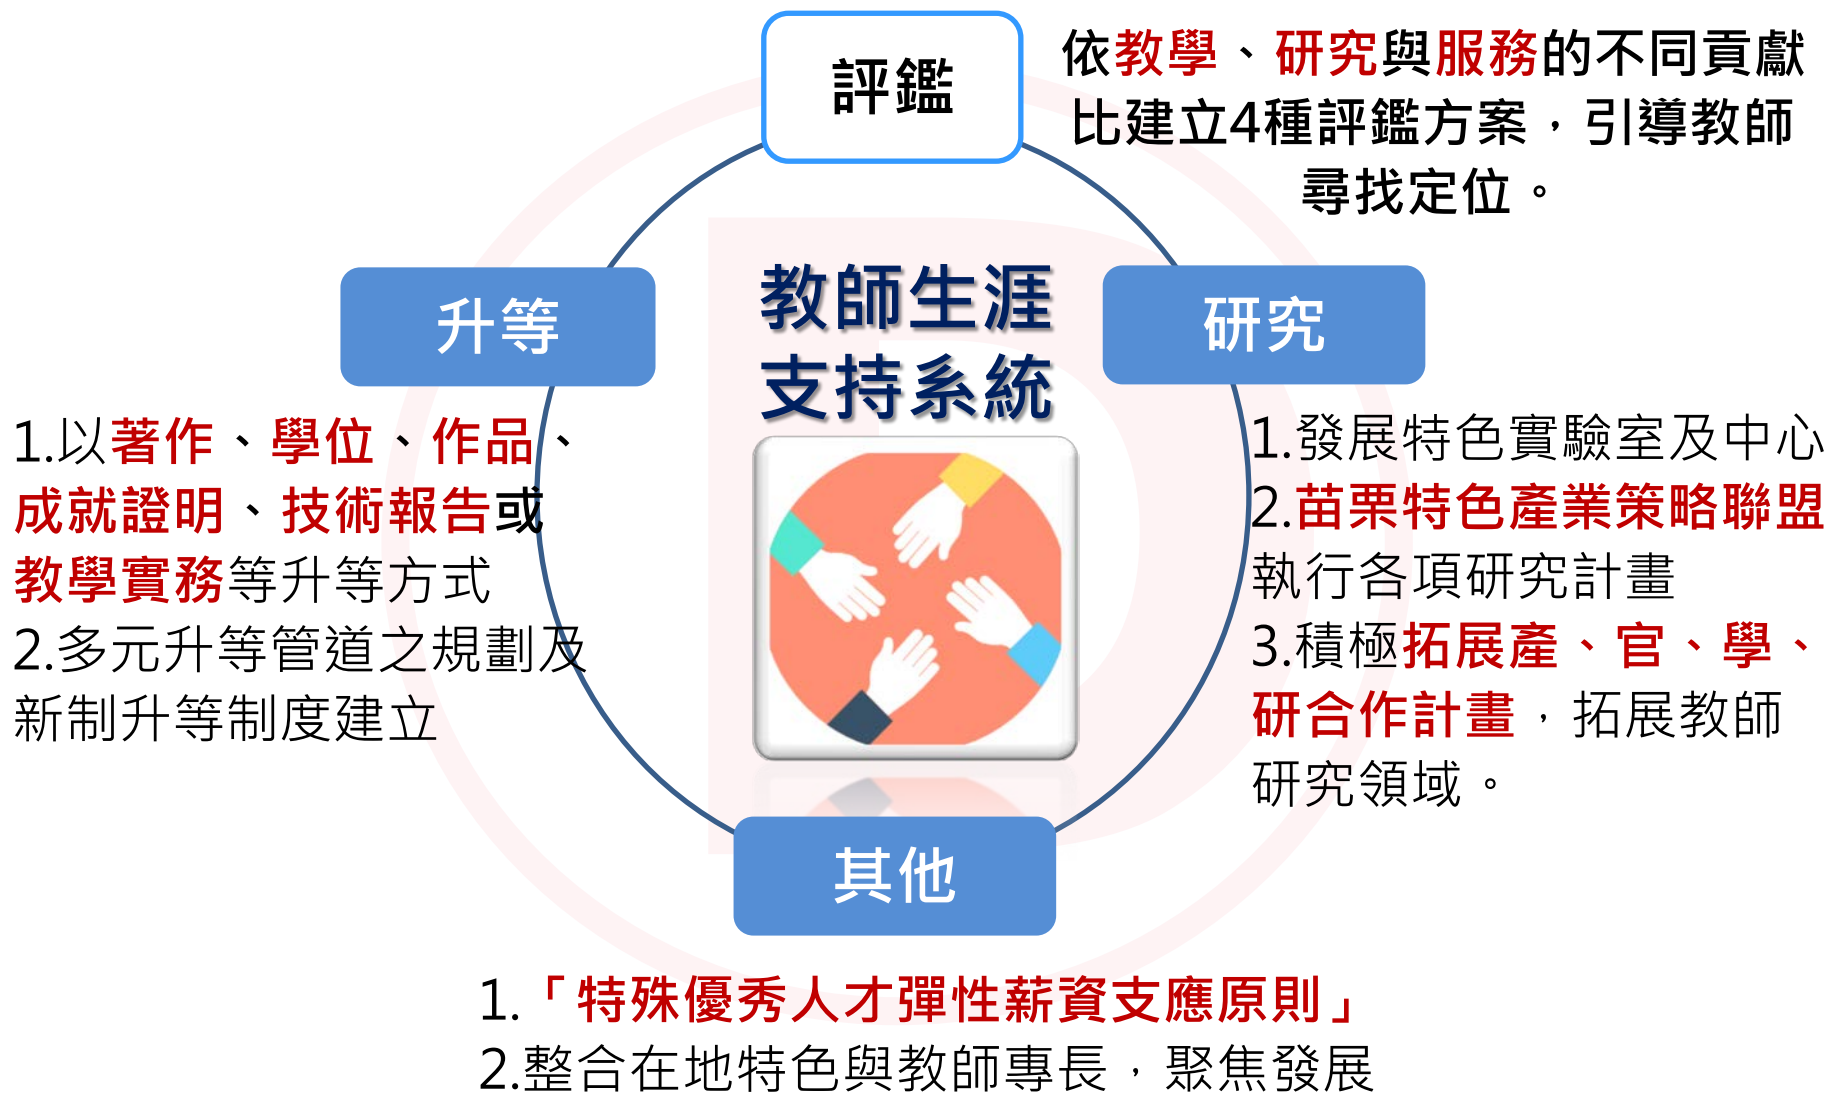 評鑑
依教學、研究與服務的不同貢獻
比建立4種評鑑方案，引導教師
尋找定位。
教師生涯
支持系統
升等
1.以著作、學位、作品、
成就證明、技術報告或
教學實務等升等方式
2.多元升等管道之規劃及
新制升等制度建立
研究
1.發展特色實驗室及中心
2.苗栗特色產業策略聯盟
執行各項研究計畫
3.積極拓展產、官、學、
研合作計畫，拓展教師
研究領域。
其他
1.「特殊優秀人才彈性薪資支應原則」
2.整合在地特色與教師專長，聚焦發展